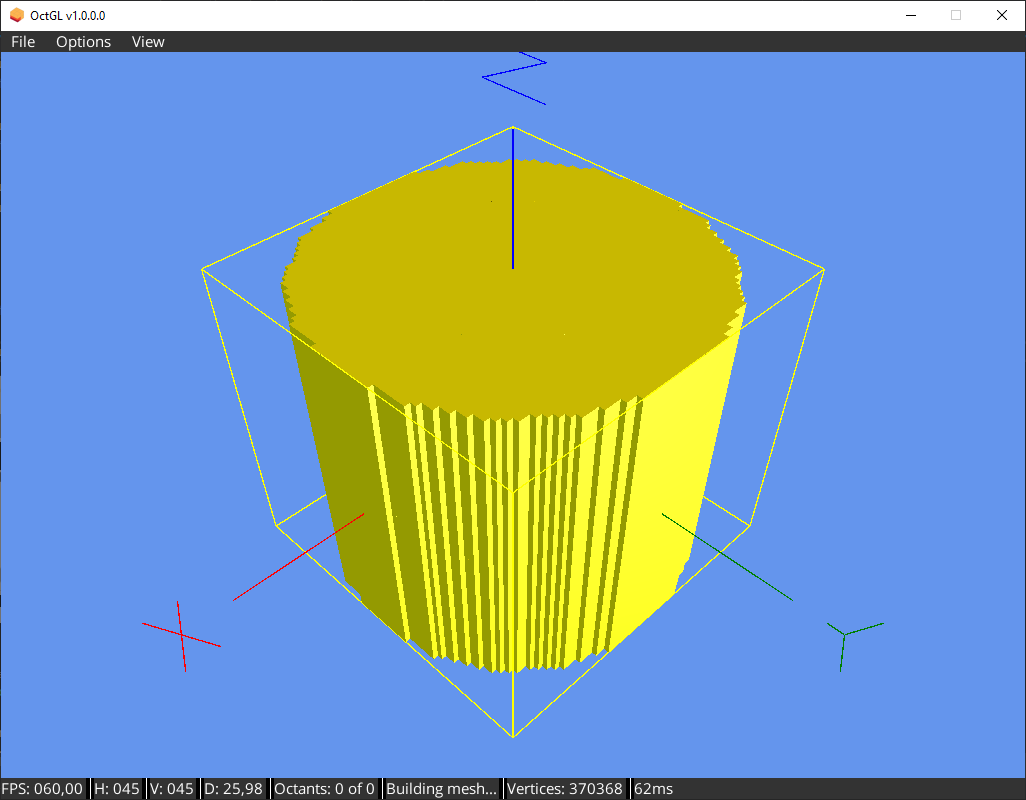 OctGL v1.0.0.0
File Options View
Z
X
Y
FPS: 060,00 H: 045 V: 045 D: 25,98 Octants: 0 of 0 Building mesh... Vertices: 370368 62ms